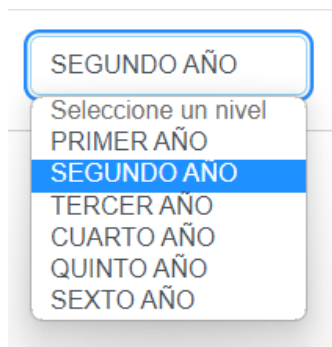 SEGUNDO AÑO
Seleccione un nivel
PRIMER AÑO
SEGUNDO AÑO
TERCER AÑO
CUARTO AÑO
QUINTO AÑO
SEXTO AÑO